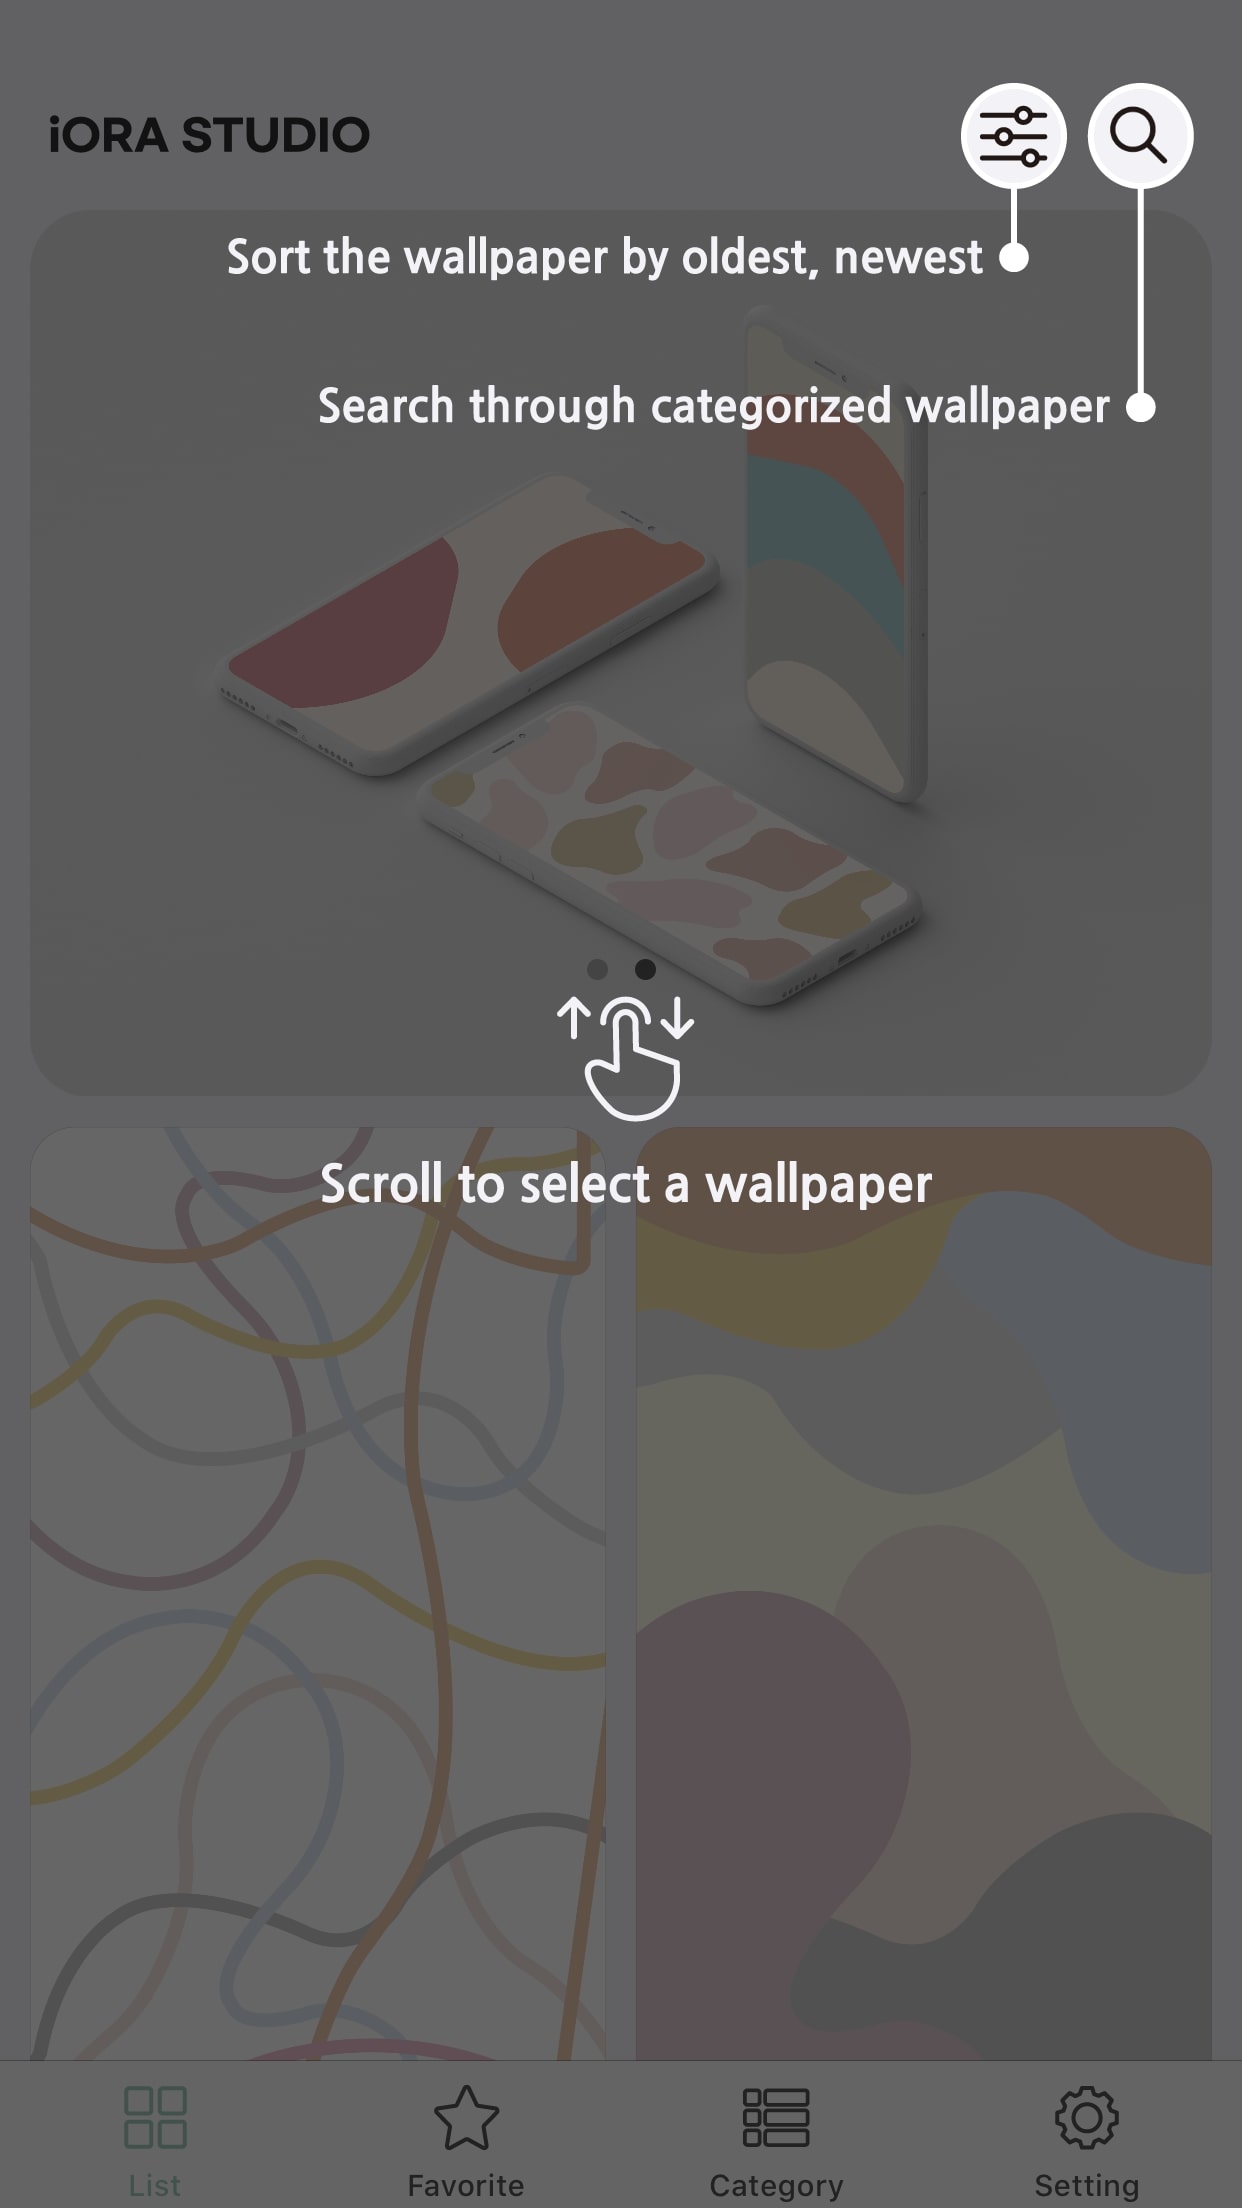 iORA STUDIO
Sort the wallpaper by oldest, newest
Search through categorized wallpaper
Scroll to select a wallpaper
List
Favorite
Category
Setting